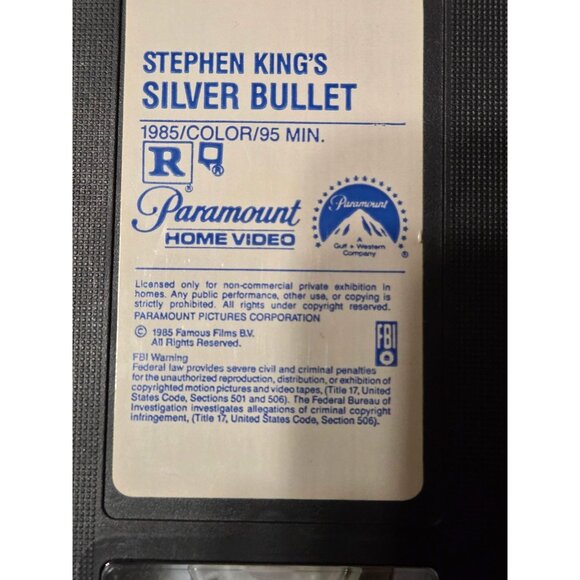 STEPHEN KING'S
SILVER BULLET
1985/COLOR/95 MIN.
R
®
®
Paramount
HOME VIDEO
Paramount
A
Gulf + Western
Company
®
Licensed only for non-commercial private exhibition in
homes. Any public performance, other use, or copying is
strictly prohibited. All rights under copyright reserved.
PARAMOUNT PICTURES CORPORATION
© 1985 Famous Films B.V.
All Rights Reserved.
FBI
FBI Warning
Federal law provides severe civil and criminal penalties
for the unauthorized reproduction, distribution, or exhibition of
copyrighted motion pictures and video tapes, (Title 17, United
States Code, Sections 501 and 506). The Federal Bureau of
Investigation investigates allegations of criminal copyright
infringement, (Title 17, United States Code, Section 506).